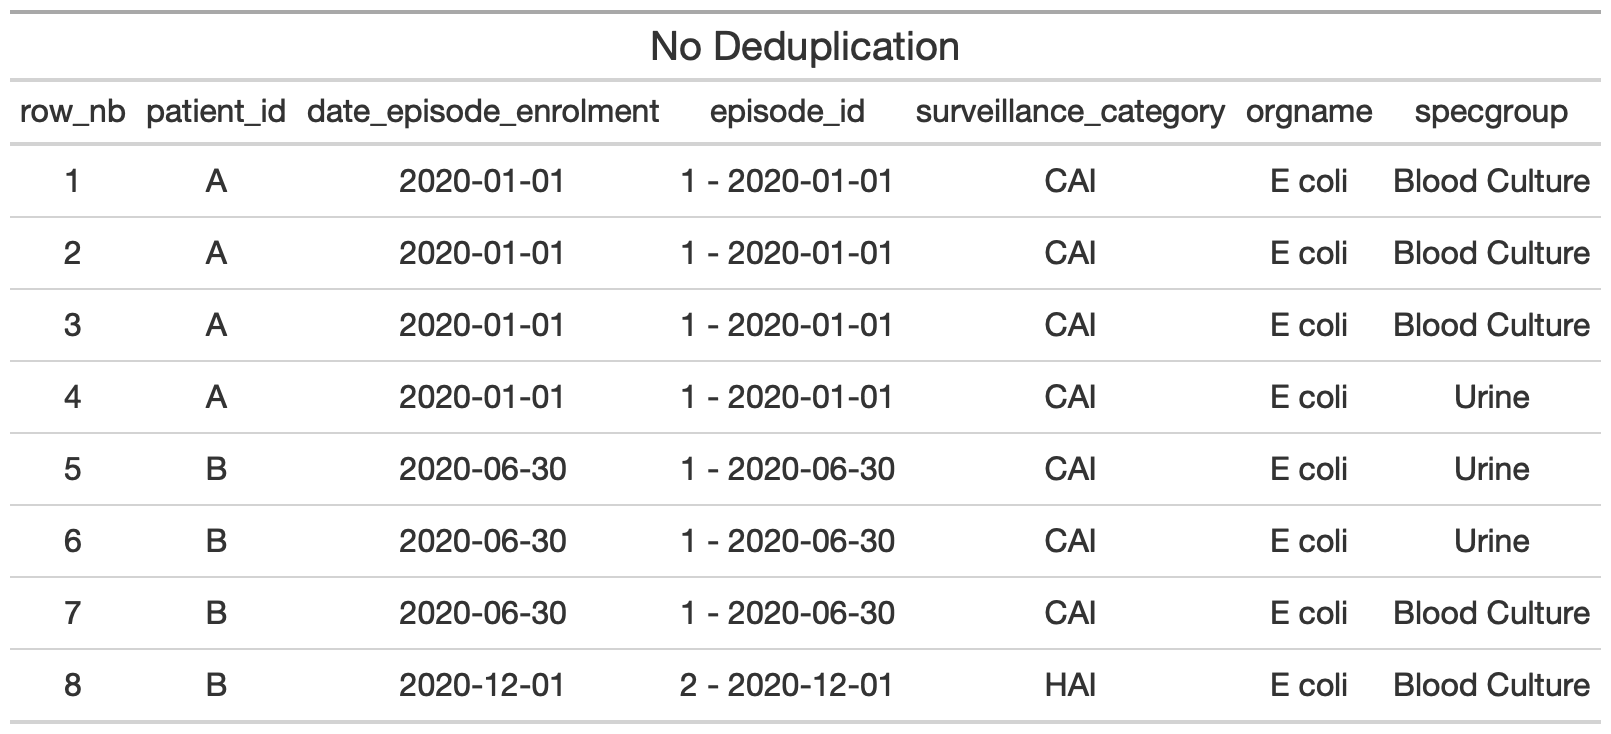 No Deduplication
row_nb patient_id date_episode_enrolment episode_id surveillance_category orgname specgroup
1 A 2020-01-01 1 - 2020-01-01 CAI E coli Blood Culture
2 A 2020-01-01 1 - 2020-01-01 CAI E coli Blood Culture
3 A 2020-01-01 1 - 2020-01-01 CAI E coli Blood Culture
4 A 2020-01-01 1 - 2020-01-01 CAI E coli Urine
5 B 2020-06-30 1 - 2020-06-30 CAI E coli Urine
6 B 2020-06-30 1 - 2020-06-30 CAI E coli Urine
7 B 2020-06-30 1 - 2020-06-30 CAI E coli Blood Culture
8 B 2020-12-01 2 - 2020-12-01 HAI E coli Blood Culture